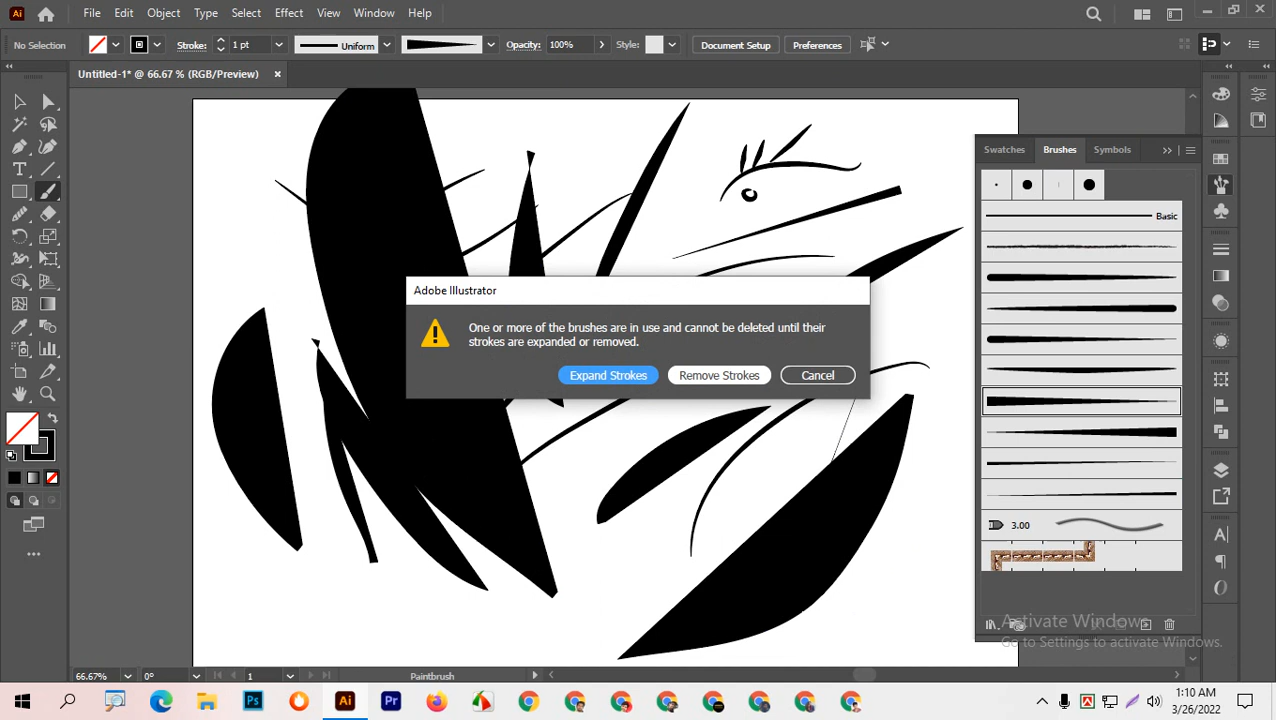 Ai File Edit Object Type Select Effect View Window Help
No Selection Stroke: 1 pt Uniform Opacity: 100% Style: Document Setup Preferences
Untitled-1* @ 66.67 % (RGB/Preview) ×
Swatches Brushes Symbols
Basic
Adobe Illustrator
One or more of the brushes are in use and cannot be deleted until their
strokes are expanded or removed.
Expand Strokes Remove Strokes Cancel
3.00
Activate Windows
Go to Settings to activate Windows.
66.67% 0° 1 Paintbrush
Ps Ai Pr
1:10 AM
3/26/2022